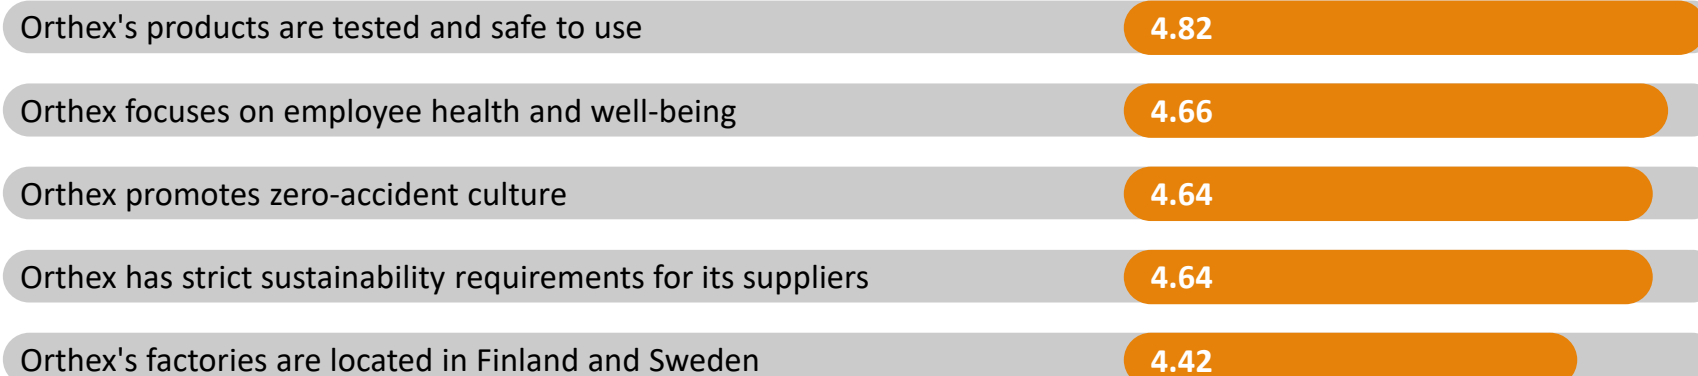 Orthex's products are tested and safe to use 4.82
Orthex focuses on employee health and well-being 4.66
Orthex promotes zero-accident culture 4.64
Orthex has strict sustainability requirements for its suppliers 4.64
Orthex's factories are located in Finland and Sweden 4.42